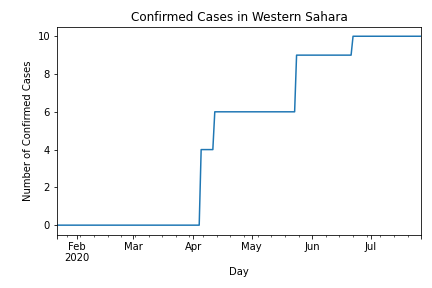 Confirmed Cases in Western Sahara
Number of Confirmed Cases
10
8
6
4
2
0
Feb Mar Apr May Jun Jul
2020
Day